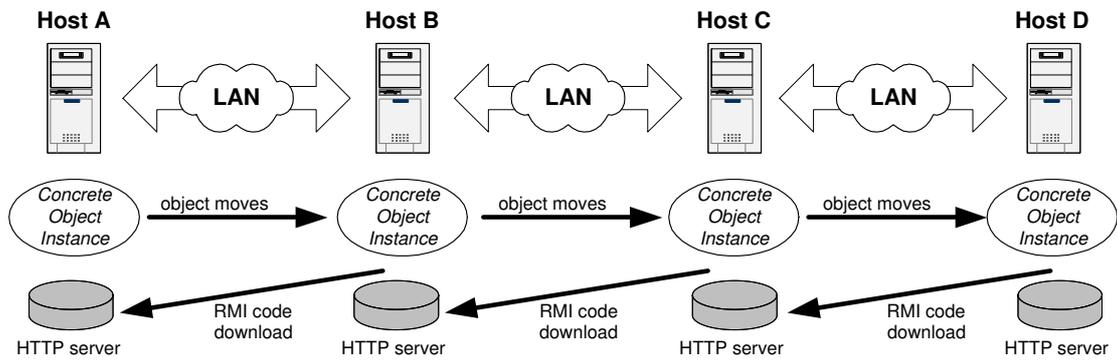 Host A
Host B
Host C
Host D
LAN
LAN
LAN
Concrete
Object
Instance
object moves
Concrete
Object
Instance
object moves
Concrete
Object
Instance
object moves
Concrete
Object
Instance
RMI code
download
RMI code
download
RMI code
download
HTTP server
HTTP server
HTTP server
HTTP server